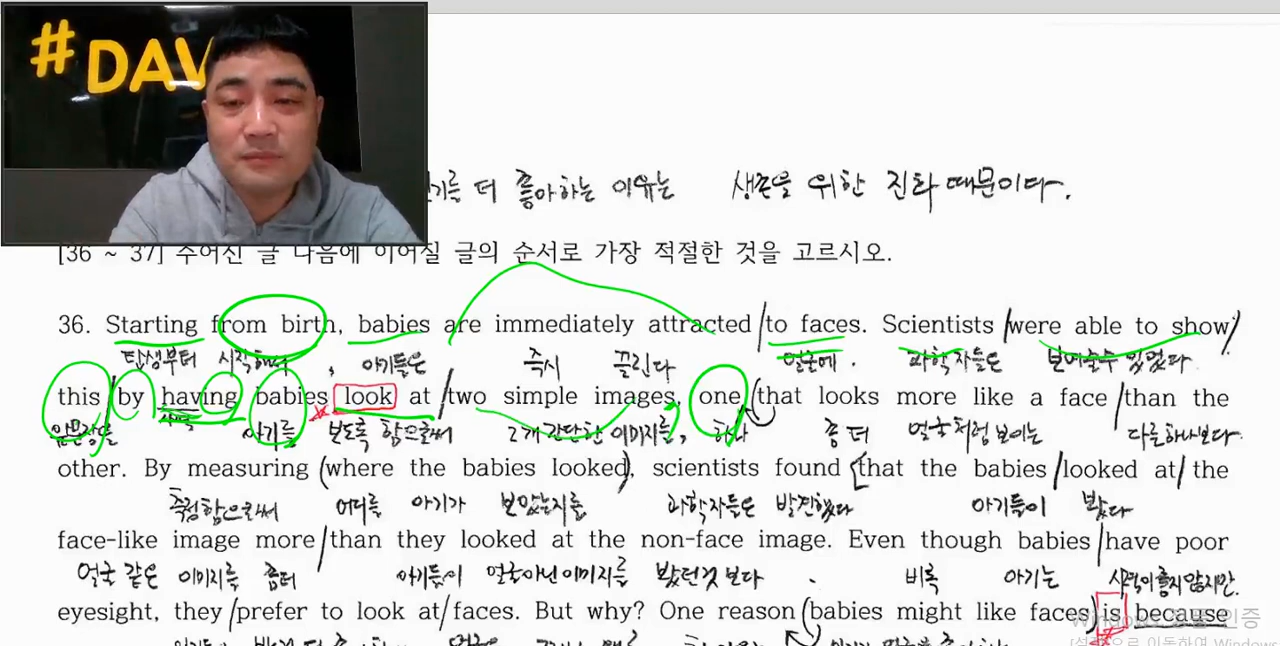 #DAV
를 더 좋아하는 이유는 생존을 위한 진화 때문이다.
[36 ~ 37] 주어진 글 다음에 이어질 글의 순서로 가장 적절한 것을 고르시오.
36. Starting from birth, babies are immediately attracted to faces. Scientists were able to show
탄생부터 시작해서, 아기들은 즉시 끌린다 얼굴에. 과학자들은 보여줄수 있었다.
this by having babies look at two simple images, one that looks more like a face than the
앞문장을 사역 아기를 보도록 함으로써 2개 간단한 이미지를, 하나 좀 더 얼굴처럼 보이는 다른하나보다.
other. By measuring where the babies looked, scientists found that the babies looked at the
측정함으로써 어디를 아기가 보았는지를 과학자들은 발견했다 아기들이 봤다
face-like image more than they looked at the non-face image. Even though babies have poor
얼굴 같은 이미지를 좀더 아기들이 얼굴아닌이미지를 봤던것 보다. 비록 아기는 시력이 좋지않지만.
eyesight, they prefer to look at faces. But why? One reason babies might like faces is because
Windows 정품 인증